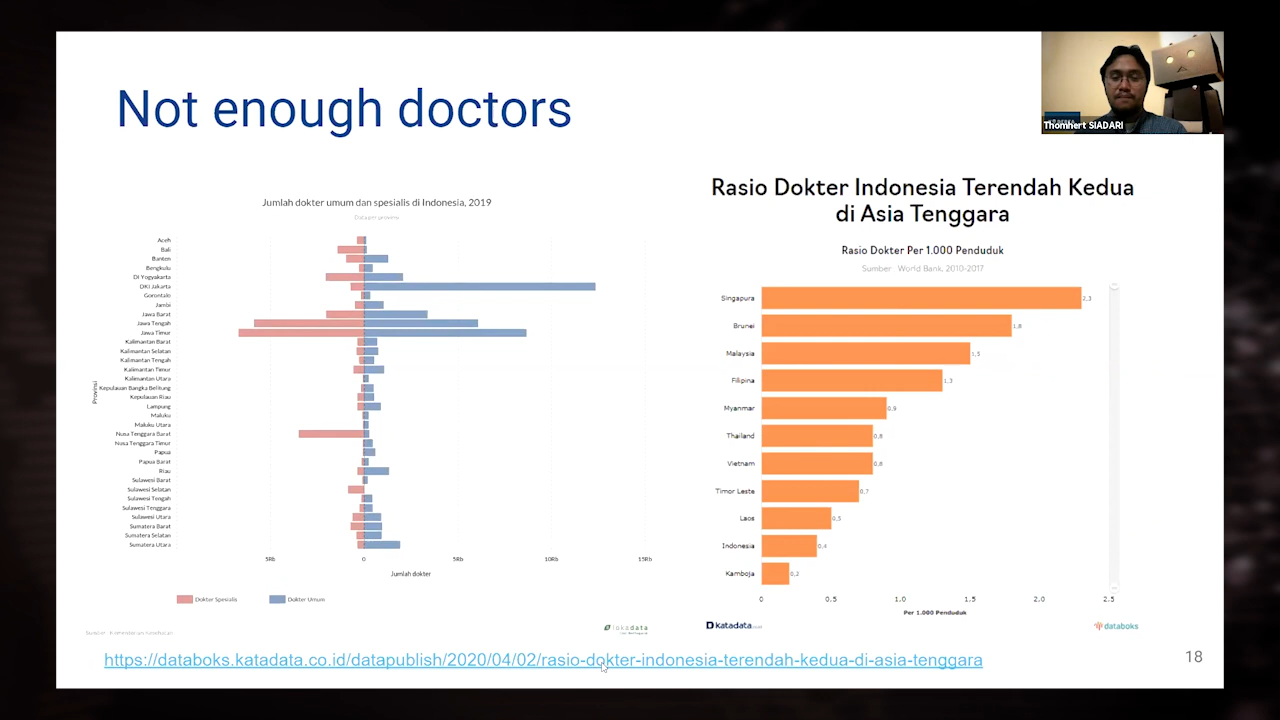 Not enough doctors
Thomhert SIADARI
Jumlah dokter umum dan spesialis di Indonesia, 2019
Data per provinsi
Provinsi
Aceh
Bali
Banten
Bengkulu
DI Yogyakarta
DKI Jakarta
Gorontalo
Jambi
Jawa Barat
Jawa Tengah
Jawa Timur
Kalimantan Barat
Kalimantan Selatan
Kalimantan Tengah
Kalimantan Timur
Kalimantan Utara
Kepulauan Bangka Belitung
Kepulauan Riau
Lampung
Maluku
Maluku Utara
Nusa Tenggara Barat
Nusa Tenggara Timur
Papua
Papua Barat
Riau
Sulawesi Barat
Sulawesi Selatan
Sulawesi Tengah
Sulawesi Tenggara
Sulawesi Utara
Sumatera Barat
Sumatera Selatan
Sumatera Utara
5Rb 0 5Rb 10Rb 15Rb
Jumlah dokter
Dokter Spesialis Dokter Umum
Sumber: Kementerian Kesehatan
lokadata
Rasio Dokter Indonesia Terendah Kedua
di Asia Tenggara
Rasio Dokter Per 1.000 Penduduk
Sumber : World Bank, 2010-2017
Singapura 2,3
Brunei 1,8
Malaysia 1,5
Filipina 1,3
Myanmar 0,9
Thailand 0,8
Vietnam 0,8
Timor Leste 0,7
Laos 0,5
Indonesia 0,4
Kamboja 0,2
0 0.5 1.0 1.5 2.0 2.5
Per 1.000 Penduduk
katadata databoks
https://databoks.katadata.co.id/datapublish/2020/04/02/rasio-dokter-indonesia-terendah-kedua-di-asia-tenggara
18